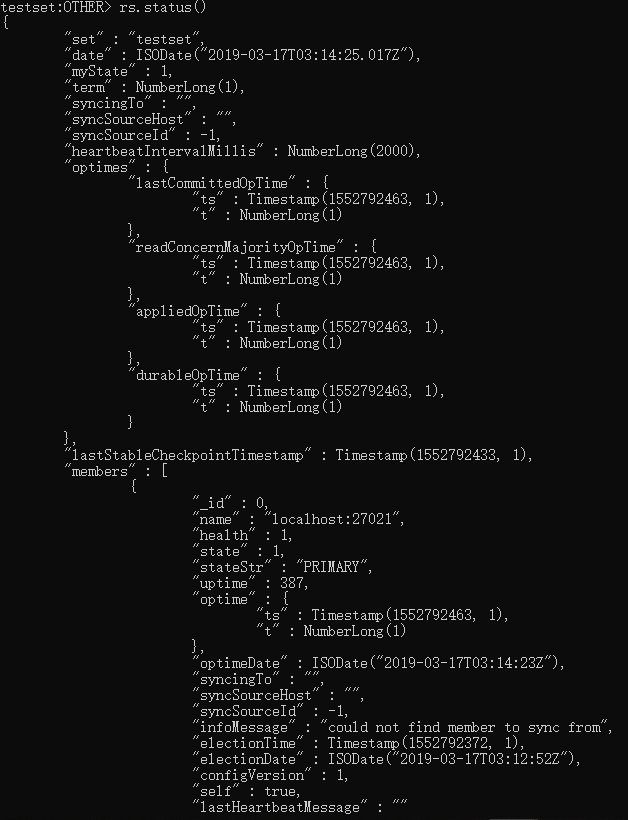 testset:OTHER> rs.status()
{
"set" : "testset",
"date" : ISODate("2019-03-17T03:14:25.017Z"),
"myState" : 1,
"term" : NumberLong(1),
"syncingTo" : "",
"syncSourceHost" : "",
"syncSourceId" : -1,
"heartbeatIntervalMillis" : NumberLong(2000),
"optimes" : {
"lastCommittedOpTime" : {
"ts" : Timestamp(1552792463, 1),
"t" : NumberLong(1)
},
"readConcernMajorityOpTime" : {
"ts" : Timestamp(1552792463, 1),
"t" : NumberLong(1)
},
"appliedOpTime" : {
"ts" : Timestamp(1552792463, 1),
"t" : NumberLong(1)
},
"durableOpTime" : {
"ts" : Timestamp(1552792463, 1),
"t" : NumberLong(1)
}
},
"lastStableCheckpointTimestamp" : Timestamp(1552792433, 1),
"members" : [
{
"_id" : 0,
"name" : "localhost:27021",
"health" : 1,
"state" : 1,
"stateStr" : "PRIMARY",
"uptime" : 387,
"optime" : {
"ts" : Timestamp(1552792463, 1),
"t" : NumberLong(1)
},
"optimeDate" : ISODate("2019-03-17T03:14:23Z"),
"syncingTo" : "",
"syncSourceHost" : "",
"syncSourceId" : -1,
"infoMessage" : "could not find member to sync from",
"electionTime" : Timestamp(1552792372, 1),
"electionDate" : ISODate("2019-03-17T03:12:52Z"),
"configVersion" : 1,
"self" : true,
"lastHeartbeatMessage" : ""